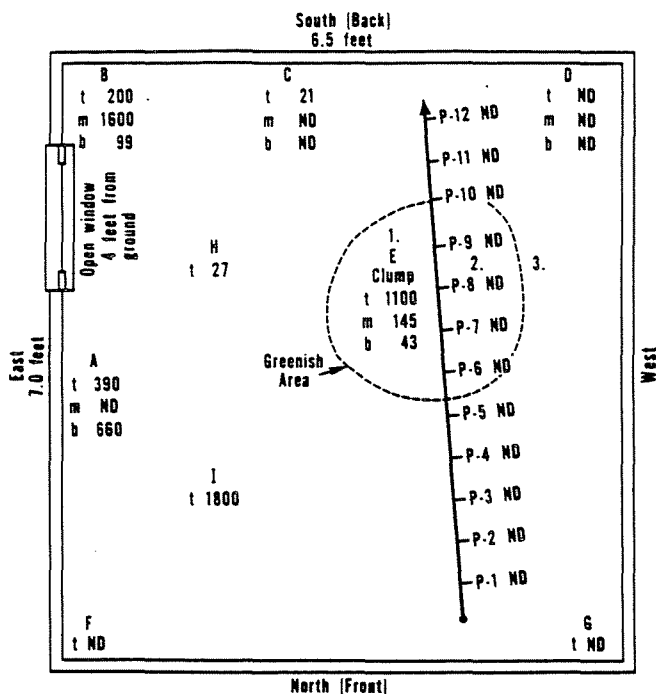 South (Back)
6.5 feet
B
t 200
m 1600
b 99
C
t 21
m ND
b ND
D
t ND
m ND
b ND
P-12 ND
P-11 ND
P-10 ND
P-9 ND
P-8 ND
P-7 ND
P-6 ND
P-5 ND
P-4 ND
P-3 ND
P-2 ND
P-1 ND
Open window
4 feet from
ground
H
t 27
1.
E
Clump
t 1100
m 145
b 43
2.
3.
Greenish
Area
East
7.0 feet
West
A
t 390
m ND
b 660
I
t 1800
F
t ND
G
t ND
North (Front)